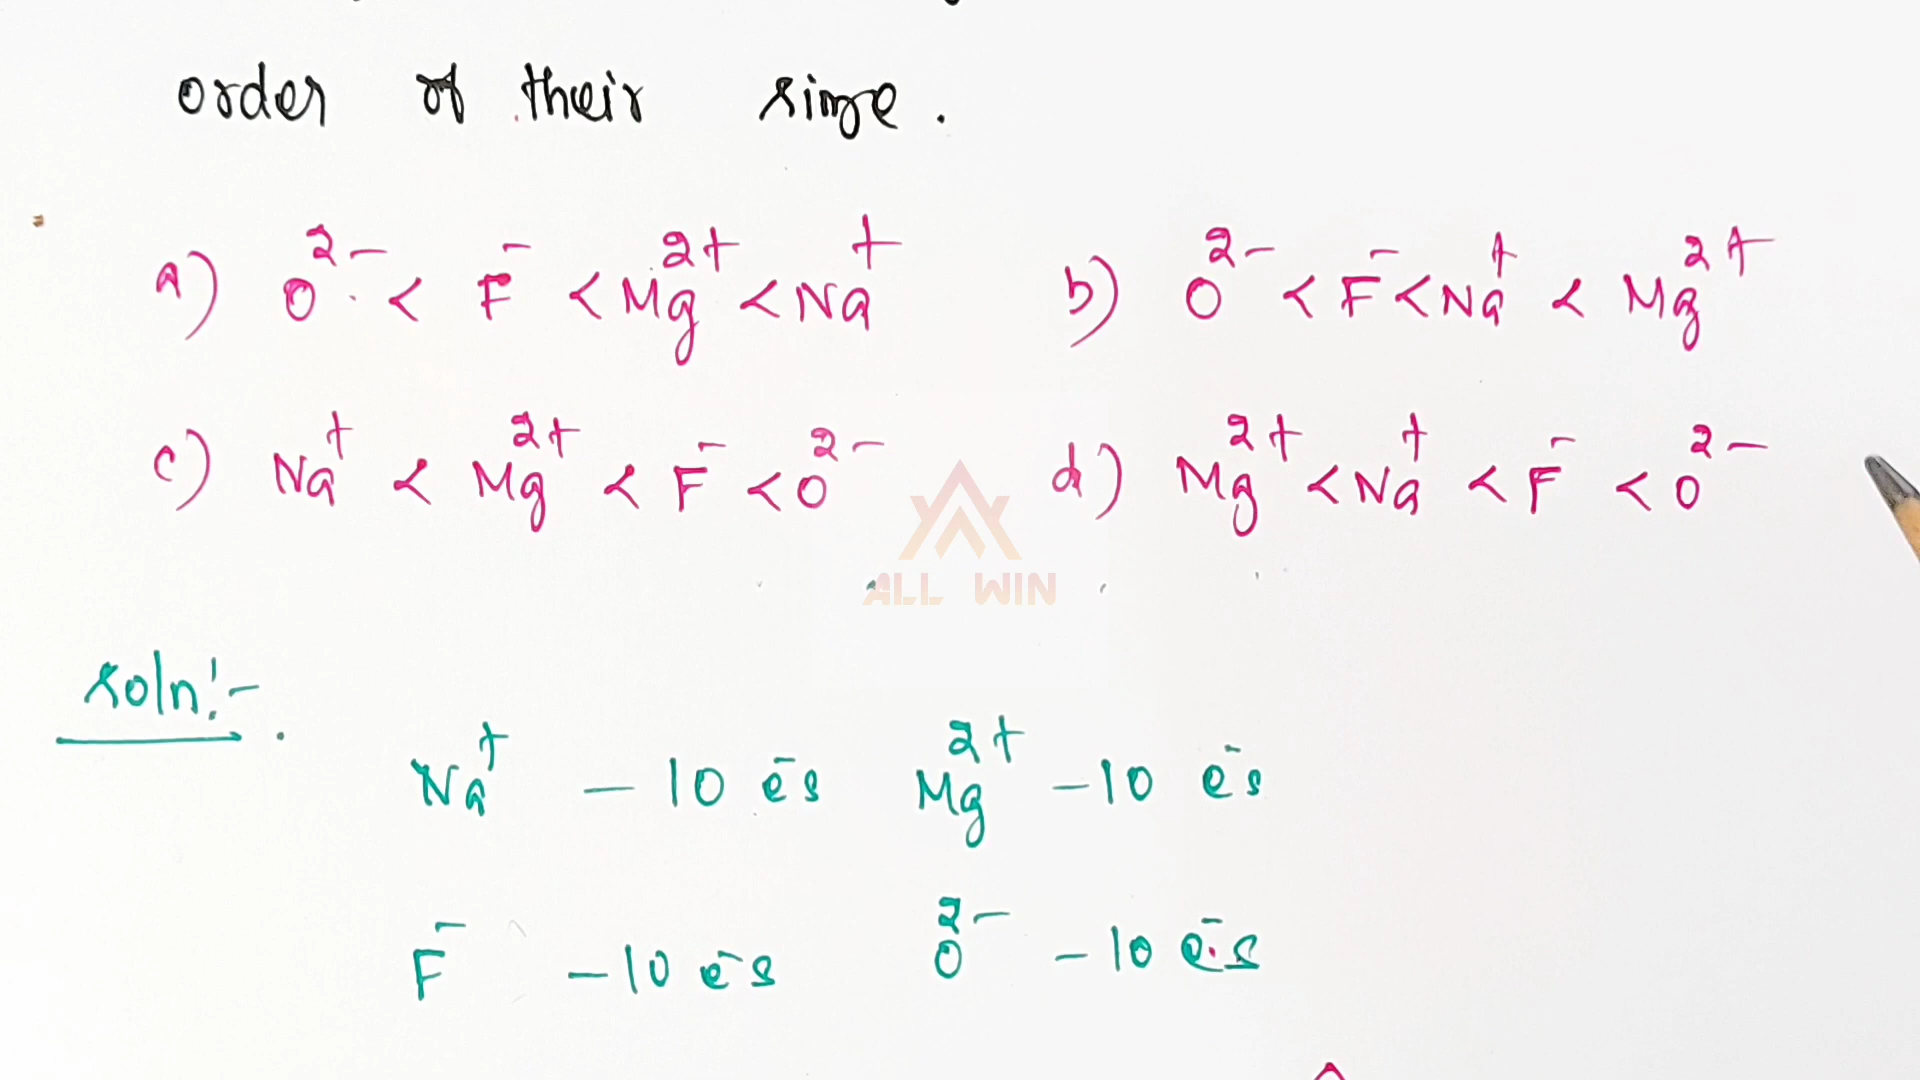 order of their size.
a) O²⁻ < F⁻ < Mg²⁺ < Na⁺
b) O²⁻ < F⁻ < Na⁺ < Mg²⁺
c) Na⁺ < Mg²⁺ < F⁻ < O²⁻
d) Mg²⁺ < Na⁺ < F⁻ < O²⁻
ALL WIN
soln:-
Na⁺ - 10 e⁻s Mg²⁺ - 10 e⁻s
F⁻ - 10 e⁻s O²⁻ - 10 e⁻s